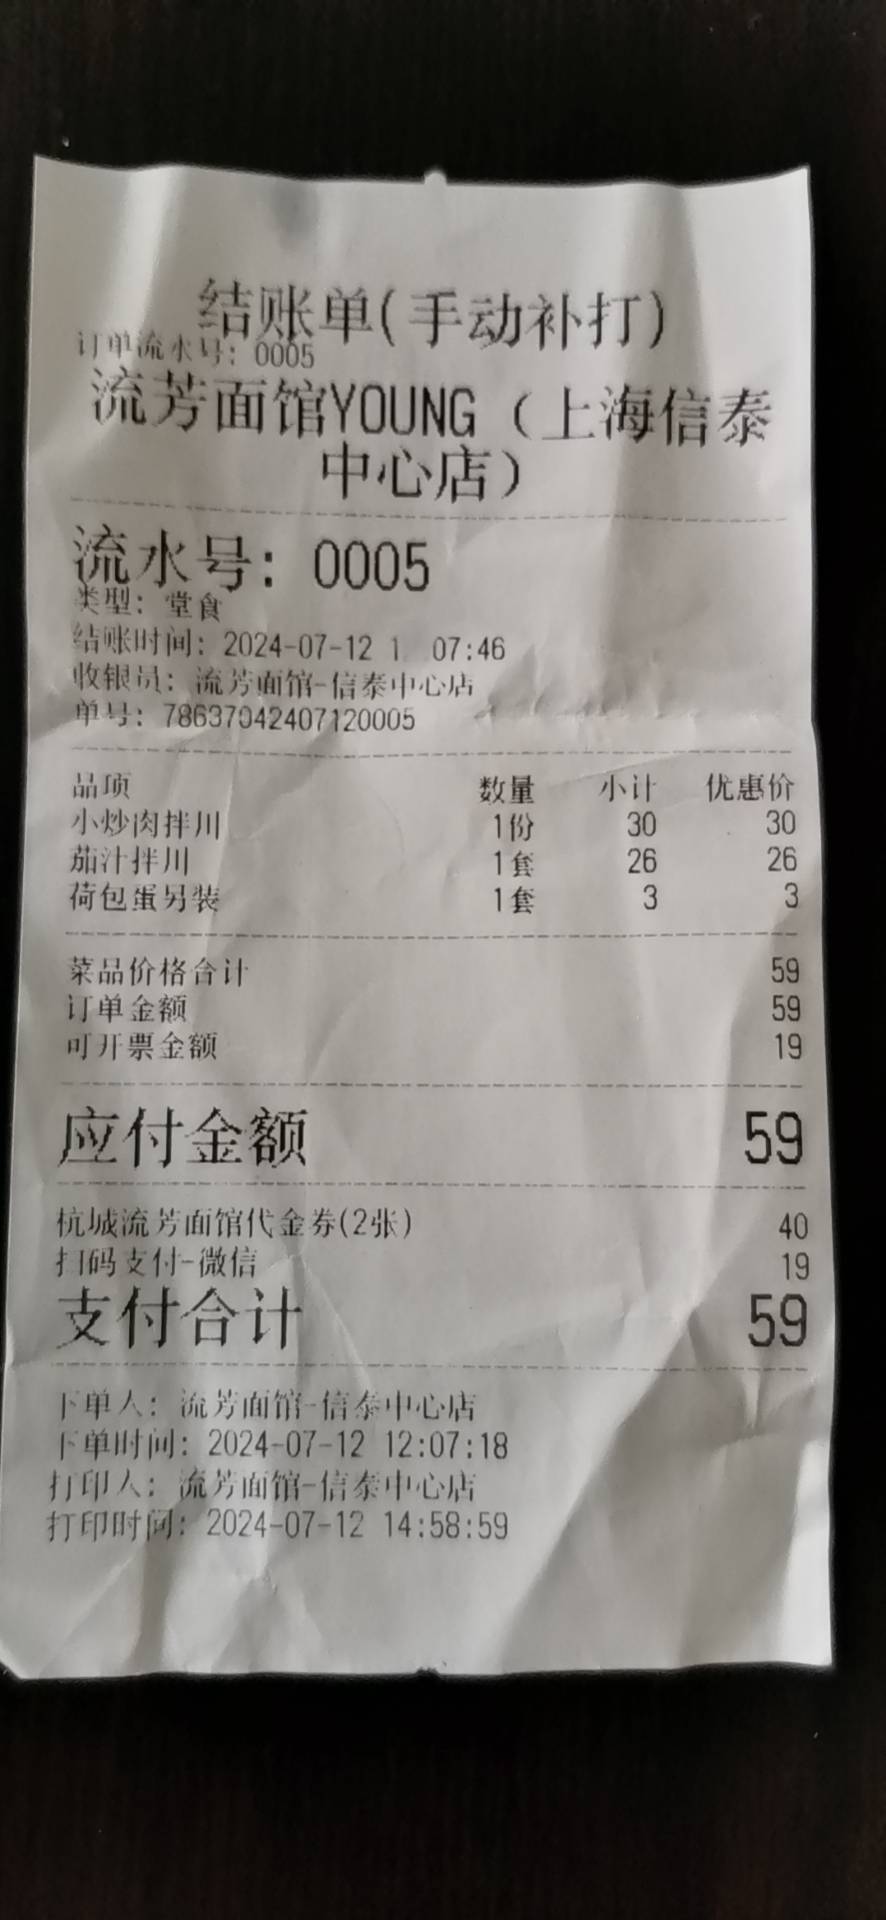 结账单(手动补打)
订单流水号: 0005
流芳面馆YOUNG（上海信泰
中心店）
流水号: 0005
类型: 堂食
结账时间: 2024-07-12 1 07:46
收银员: 流芳面馆-信泰中心店
单号: 78637042407120005
品项 数量 小计 优惠价
小炒肉拌川 1份 30 30
茄汁拌川 1套 26 26
荷包蛋另装 1套 3 3
菜品价格合计 59
订单金额 59
可开票金额 19
应付金额 59
杭城流芳面馆代金券(2张) 40
扫码支付-微信 19
支付合计 59
下单人: 流芳面馆-信泰中心店
下单时间: 2024-07-12 12:07:18
打印人: 流芳面馆-信泰中心店
打印时间: 2024-07-12 14:58:59